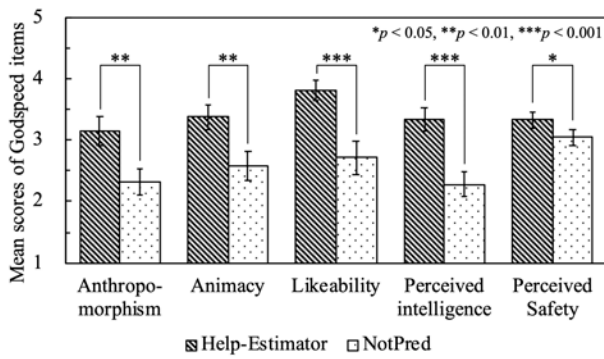 Mean scores of Godspeed items
5
4
3
2
1
*p < 0.05, **p < 0.01, ***p < 0.001
** ** *** *** *
Anthropo-
morphism
Animacy
Likeability
Perceived
intelligence
Perceived
Safety
Help-Estimator NotPred